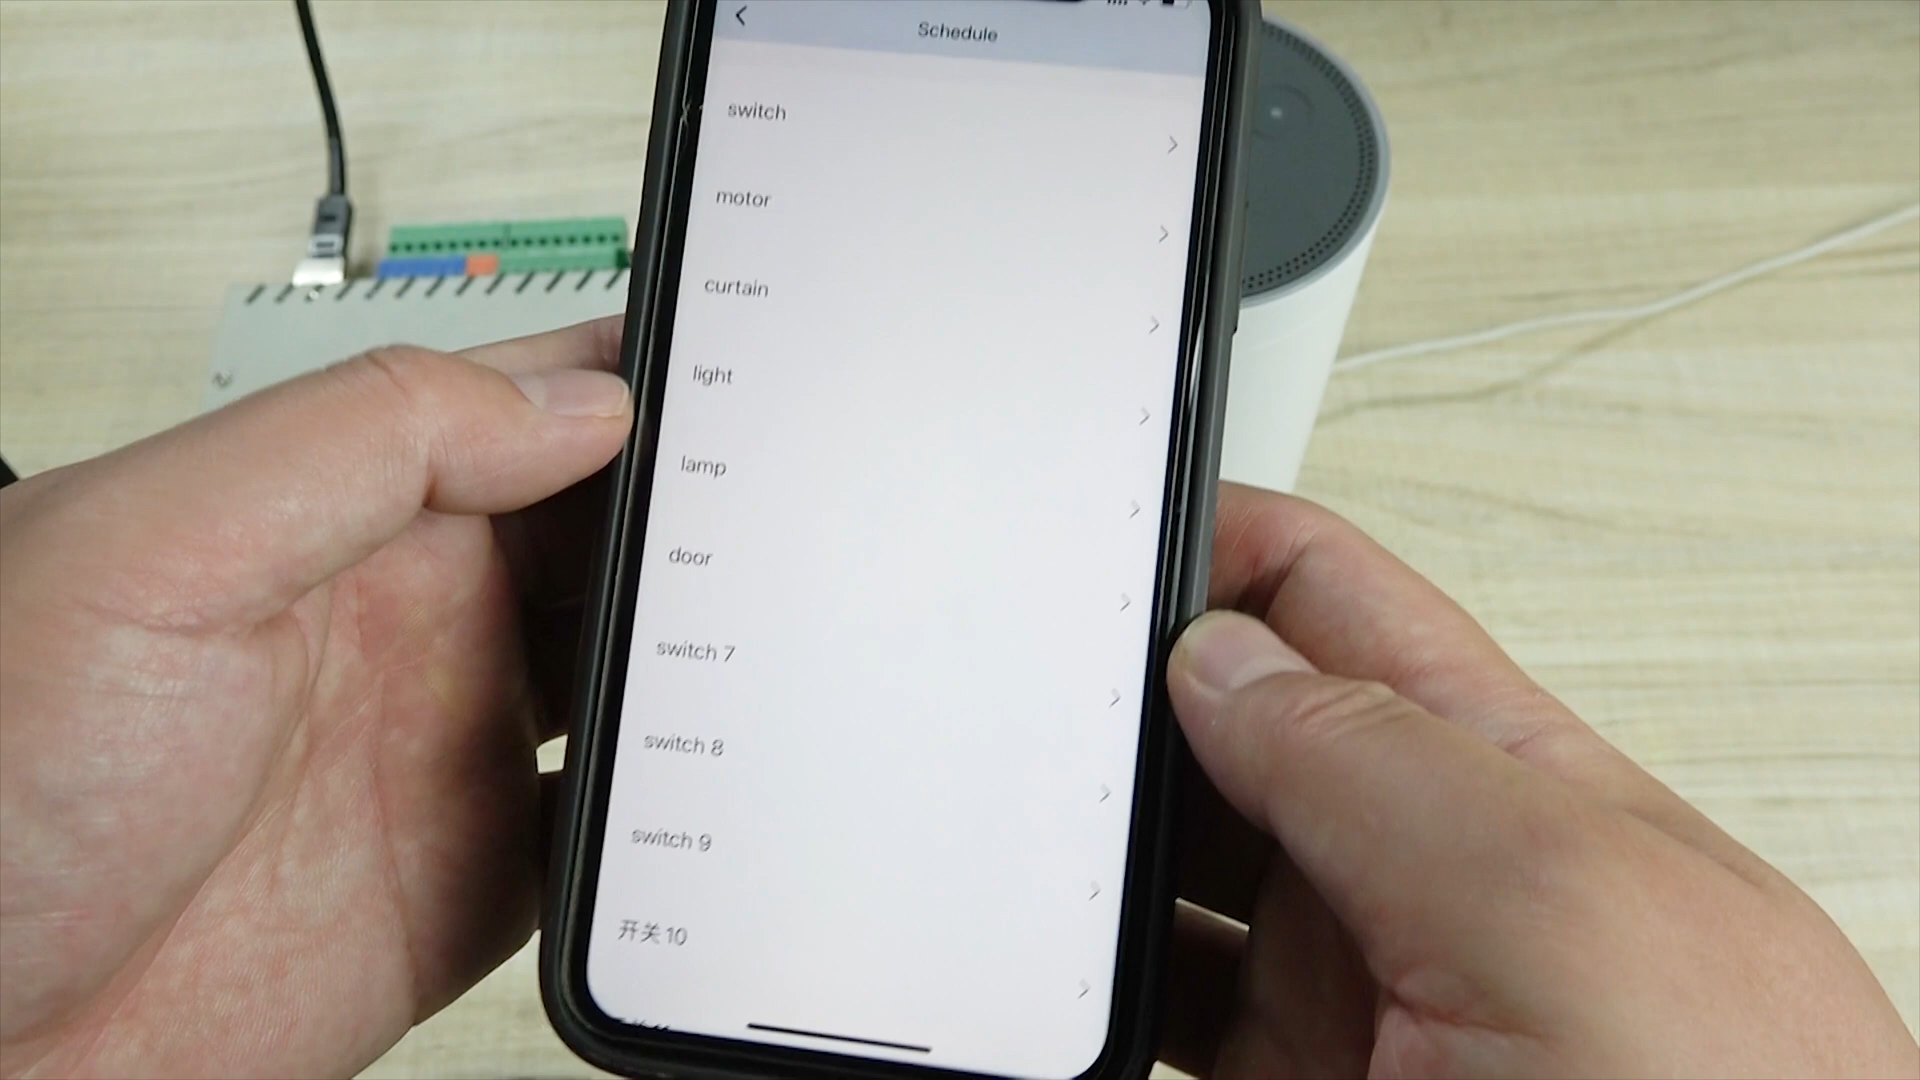 Schedule
switch
motor
curtain
light
lamp
door
switch 7
switch 8
switch 9
开关 10